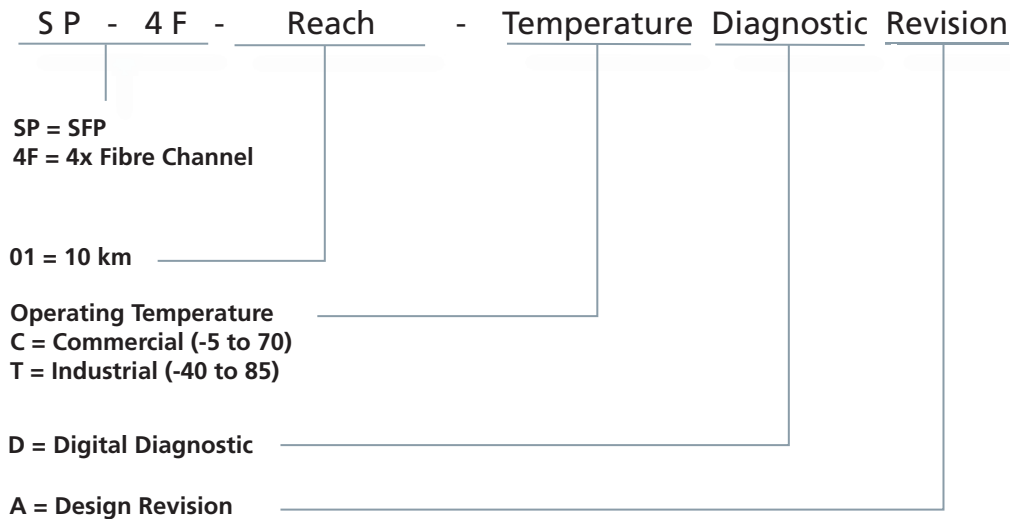 SP - 4F - Reach - Temperature Diagnostic Revision
SP = SFP
4F = 4x Fibre Channel
01 = 10 km
Operating Temperature
C = Commercial (-5 to 70)
T = Industrial (-40 to 85)
D = Digital Diagnostic
A = Design Revision